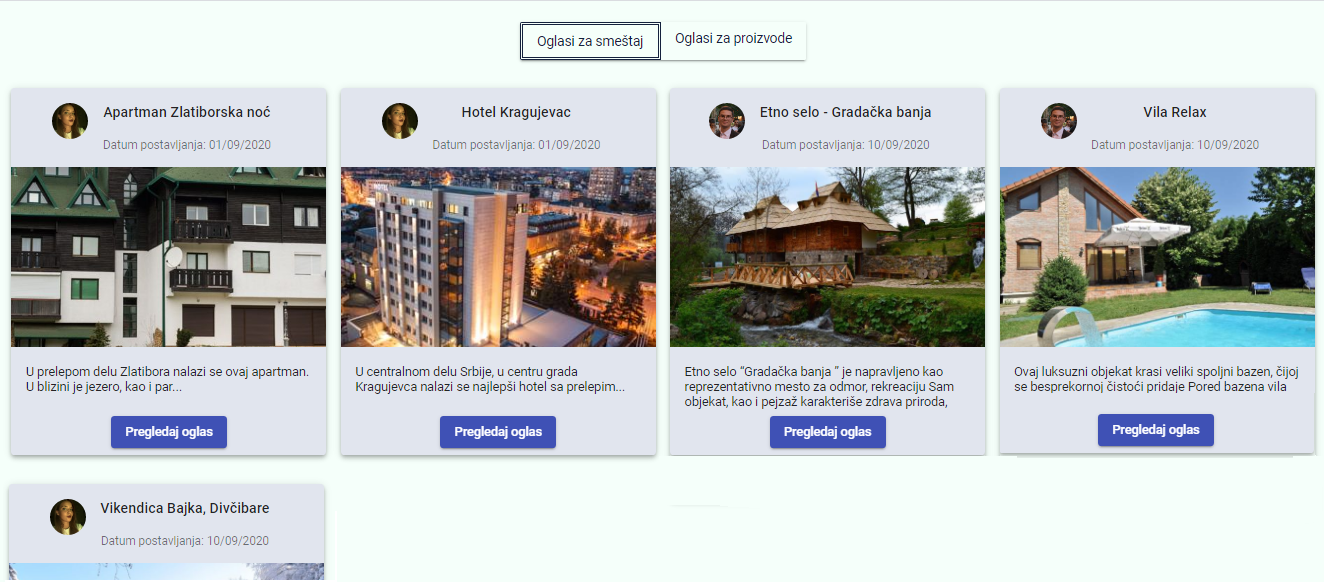 Oglasi za smeštaj
Oglasi za proizvode
Apartman Zlatiborska noć
Datum postavljanja: 01/09/2020
U prelepom delu Zlatibora nalazi se ovaj apartman.
U blizini je jezero, kao i par...
Pregledaj oglas
Hotel Kragujevac
Datum postavljanja: 01/09/2020
HOTEL
U centralnom delu Srbije, u centru grada
Kragujevca nalazi se najlepši hotel sa prelepim...
Pregledaj oglas
Etno selo - Gradačka banja
Datum postavljanja: 10/09/2020
Etno selo “Gradačka banja ” je napravljeno kao
reprezentativno mesto za odmor, rekreaciju Sam
objekat, kao i pejzaž karakteriše zdrava priroda,
Pregledaj oglas
Vila Relax
Datum postavljanja: 10/09/2020
Ovaj luksuzni objekat krasi veliki spoljni bazen, čijoj
se besprekornoj čistoći pridaje Pored bazena vila
Pregledaj oglas
Vikendica Bajka, Divčibare
Datum postavljanja: 10/09/2020